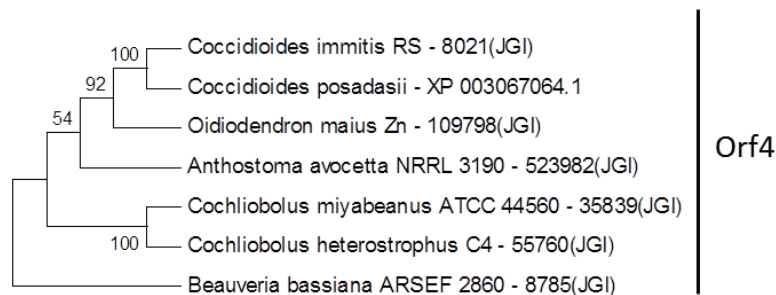 Coccidioides immitis RS - 8021(JGI)
100
Coccidioides posadasii - XP 003067064.1
92
Oidiodendron maius Zn - 109798(JGI)
54
Anthostoma avocetta NRRL 3190 - 523982(JGI)
Orf4
Cochliobolus miyabeanus ATCC 44560 - 35839(JGI)
100
Cochliobolus heterostrophus C4 - 55760(JGI)
Beauveria bassiana ARSEF 2860 - 8785(JGI)